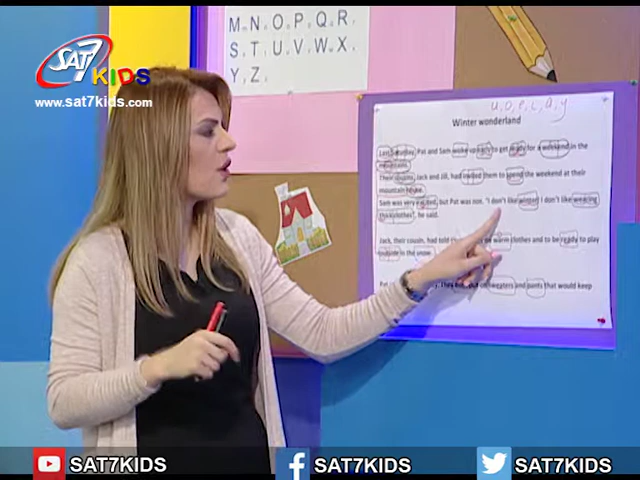 SAT7
KIDS
www.sat7kids.com
M N O P Q R
S T U V W X
Y Z
u, o, e, i, a, y
Winter wonderland
Last Saturday, Pat and Sam woke up early to get ready for a weekend in the
mountains.
Their cousins, Jack and Jill, had invited them to spend the weekend at their
mountain house.
Sam was very excited, but Pat was not. "I don't like winter! I don't like wearing
thick clothes", he said.
Jack, their cousin, had told warm clothes and to be ready to play
outside in the snow.
Pat sweaters and pants that would keep
SAT7KIDS
SAT7KIDS
SAT7KIDS